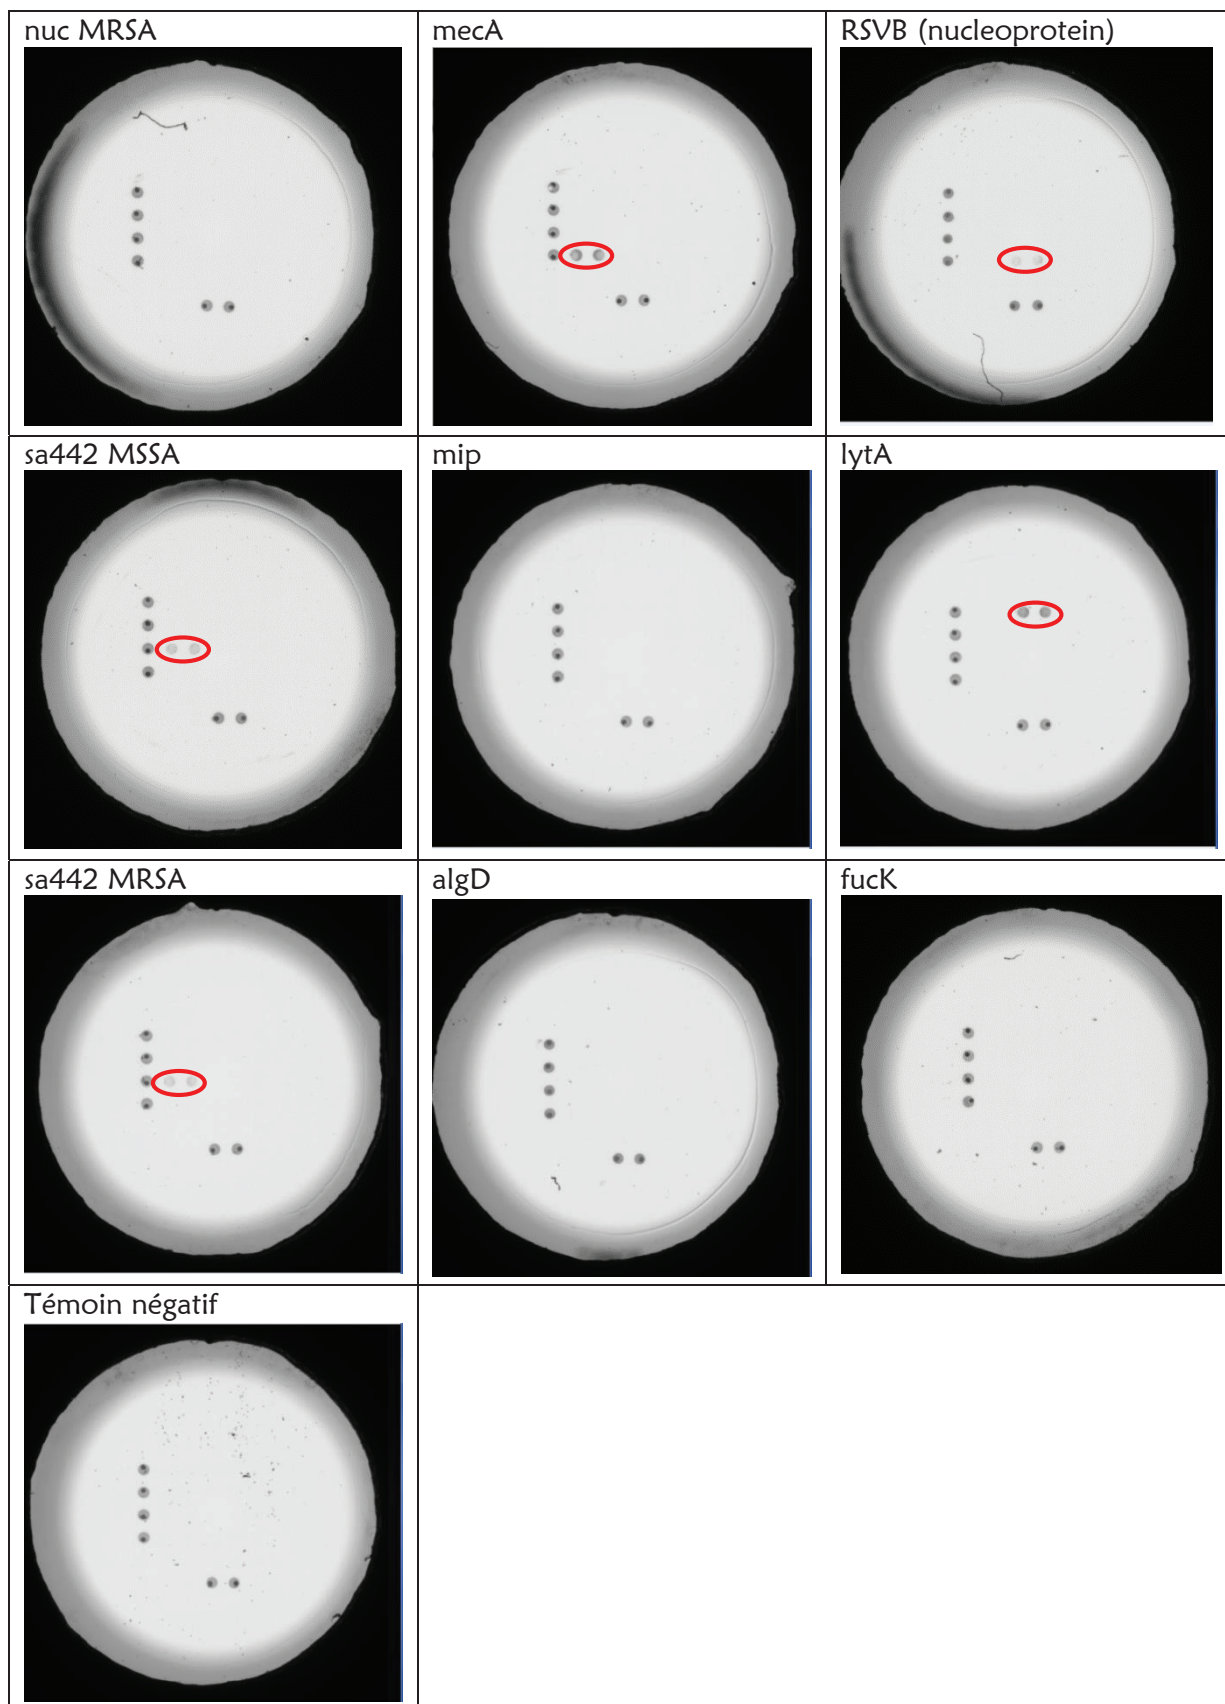 nuc MRSA
mecA
RSVB (nucleoprotein)
sa442 MSSA
mip
lytA
sa442 MRSA
algD
fucK
Témoin négatif